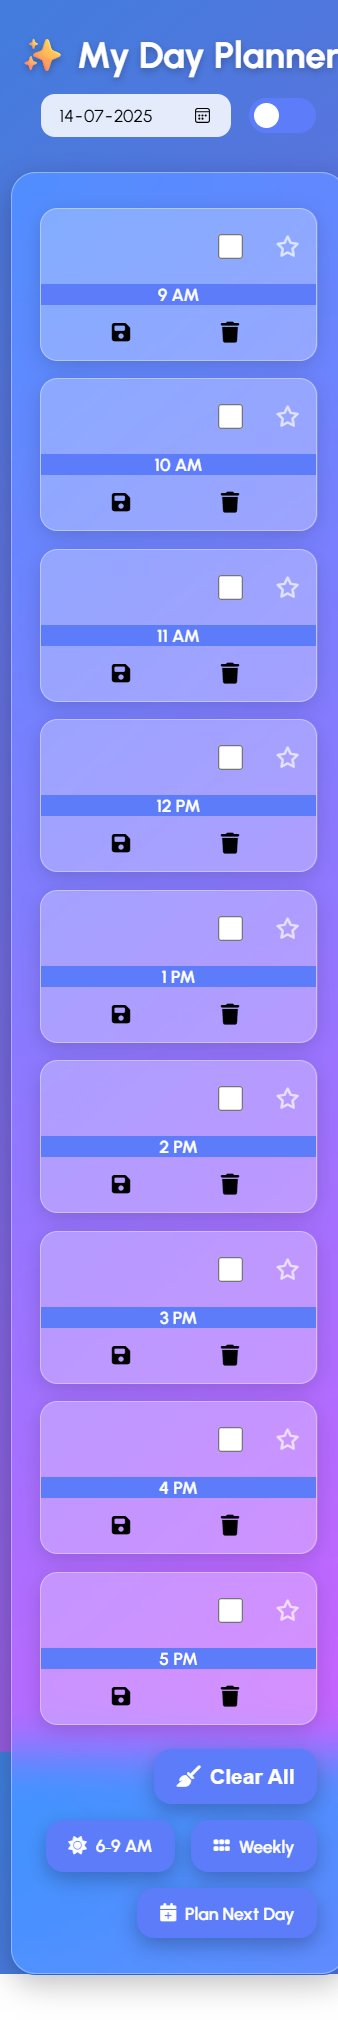 ✨ My Day Planner
14-07-2025
9 AM
10 AM
11 AM
12 PM
1 PM
2 PM
3 PM
4 PM
5 PM
Clear All
6-9 AM
Weekly
Plan Next Day